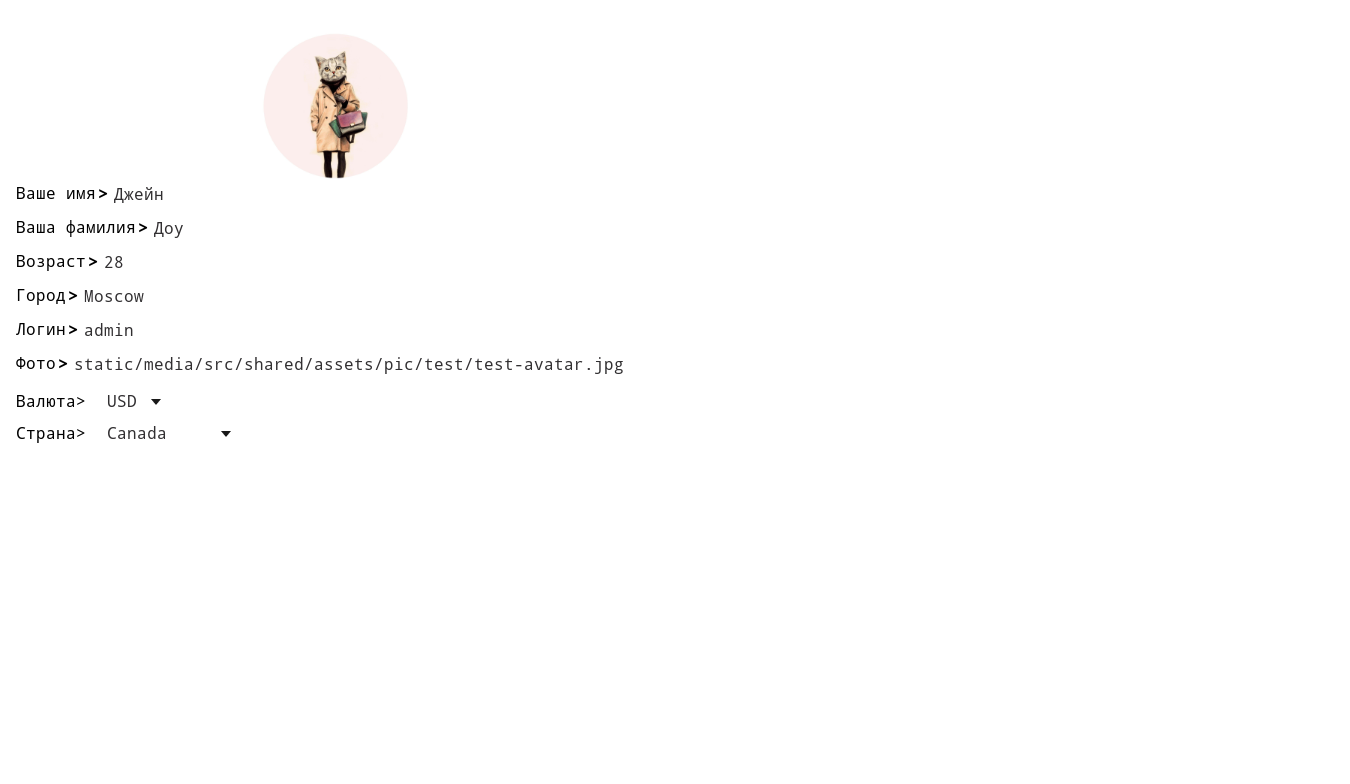 Ваше имя> Джейн
Ваша фамилия> Доу
Возраст> 28
Город> Moscow
Логин> admin
Фото> static/media/src/shared/assets/pic/test/test-avatar.jpg
Валюта> USD
Страна> Canada